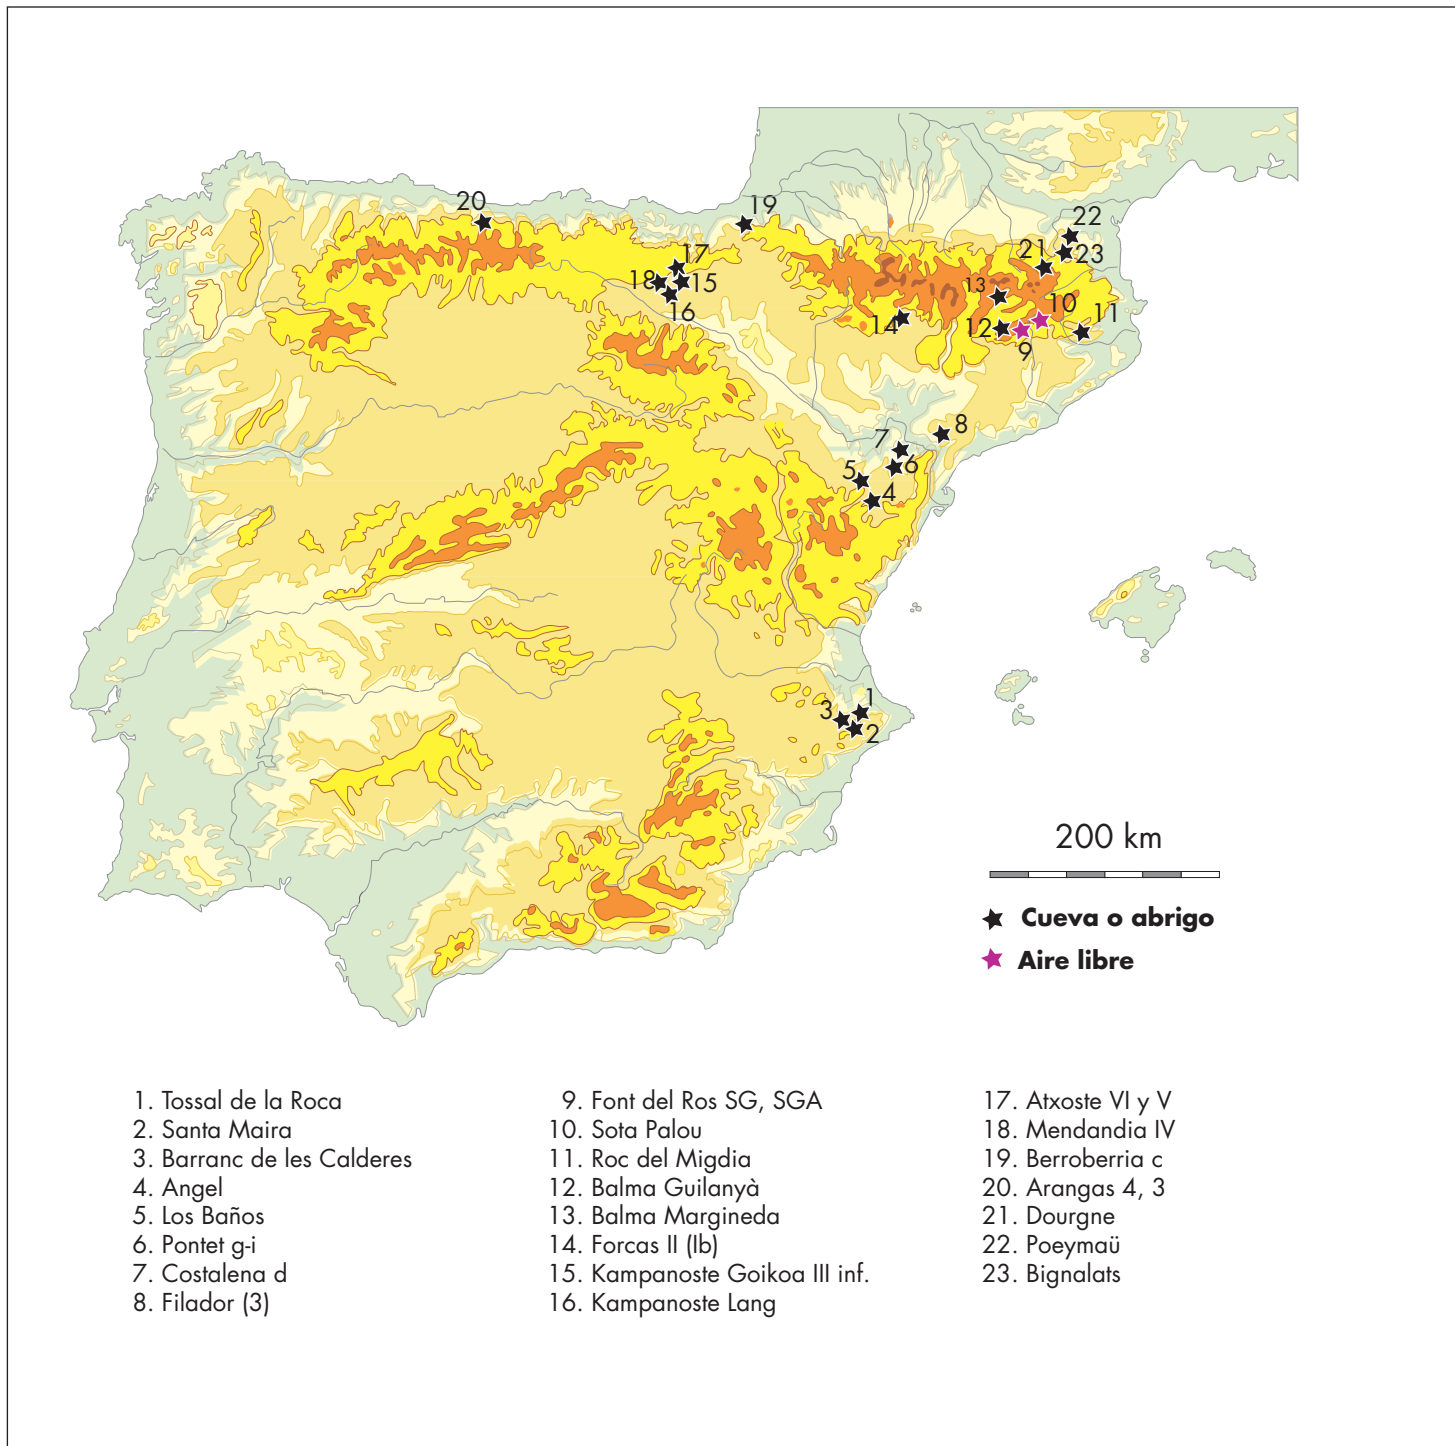 20
19
22
17
21
23
18
15
13
10
16
14
12
11
9
8
7
6
5
4
1
3
2
200 km
Cueva o abrigo
Aire libre
1. Tossal de la Roca
2. Santa Maira
3. Barranc de les Calderes
4. Angel
5. Los Baños
6. Pontet g-i
7. Costalena d
8. Filador (3)
9. Font del Ros SG, SGA
10. Sota Palou
11. Roc del Migdia
12. Balma Guilanyà
13. Balma Margineda
14. Forcas II (Ib)
15. Kampanoste Goikoa III inf.
16. Kampanoste Lang
17. Atxoste VI y V
18. Mendandia IV
19. Berroberria c
20. Arangas 4, 3
21. Dourgne
22. Poeymaü
23. Bignalats